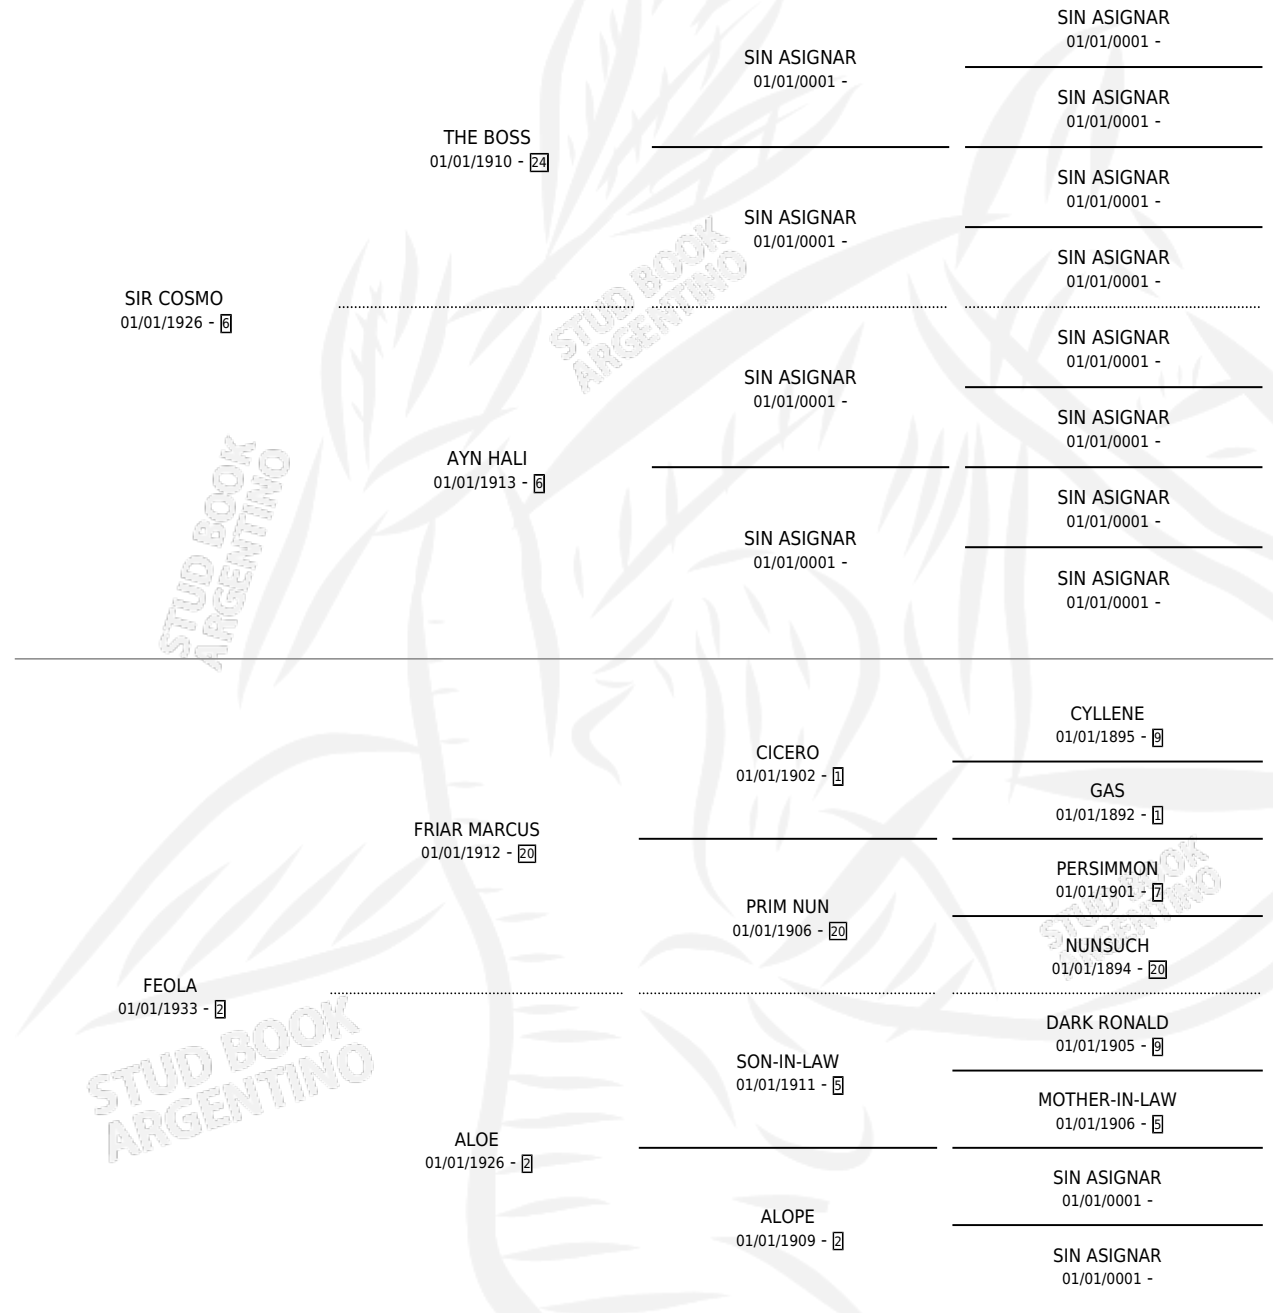 SIN ASIGNAR
01/01/0001 -
SIN ASIGNAR
01/01/0001 -
SIN ASIGNAR
01/01/0001 -
THE BOSS
01/01/1910 - 24
SIN ASIGNAR
01/01/0001 -
SIN ASIGNAR
01/01/0001 -
SIN ASIGNAR
01/01/0001 -
STUD BOOK
ARGENTINO
SIR COSMO
01/01/1926 - 6
SIN ASIGNAR
01/01/0001 -
SIN ASIGNAR
01/01/0001 -
SIN ASIGNAR
01/01/0001 -
AYN HALI
01/01/1913 - 6
SIN ASIGNAR
01/01/0001 -
SIN ASIGNAR
01/01/0001 -
SIN ASIGNAR
01/01/0001 -
STUD BOOK
ARGENTINO
CYLLENE
01/01/1895 - 9
CICERO
01/01/1902 - 1
GAS
01/01/1892 - 1
FRIAR MARCUS
01/01/1912 - 20
PERSIMMON
01/01/1901 - 7
PRIM NUN
01/01/1906 - 20
NUNSUCH
01/01/1894 - 20
STUD BOOK
ARGENTINO
FEOLA
01/01/1933 - 2
DARK RONALD
01/01/1905 - 9
SON-IN-LAW
01/01/1911 - 5
MOTHER-IN-LAW
01/01/1906 - 5
STUD BOOK
ARGENTINO
ALOE
01/01/1926 - 2
SIN ASIGNAR
01/01/0001 -
ALOPE
01/01/1909 - 2
SIN ASIGNAR
01/01/0001 -